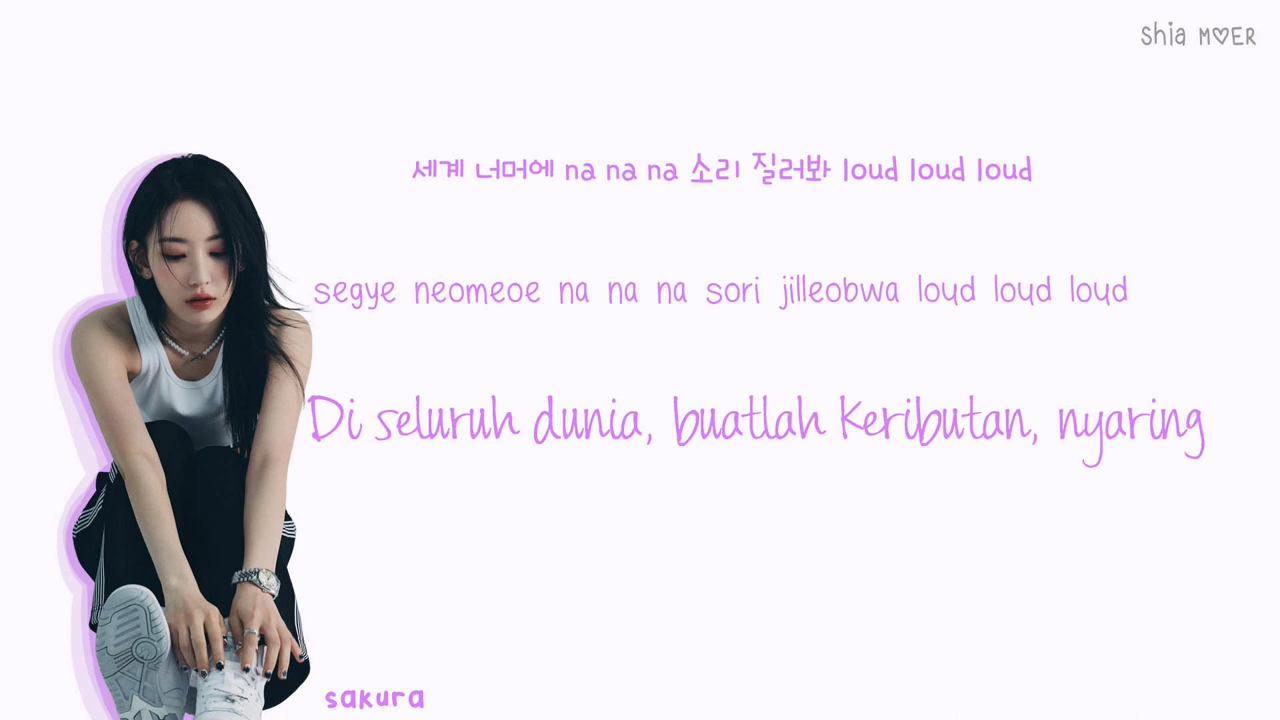 Shia M♡ER
세계 너머에 na na na 소리 질러봐 loud loud loud
segye neomeoe na na na sori jilleobwa loud loud loud
Di seluruh dunia, buatlah keributan, nyaring
sakura